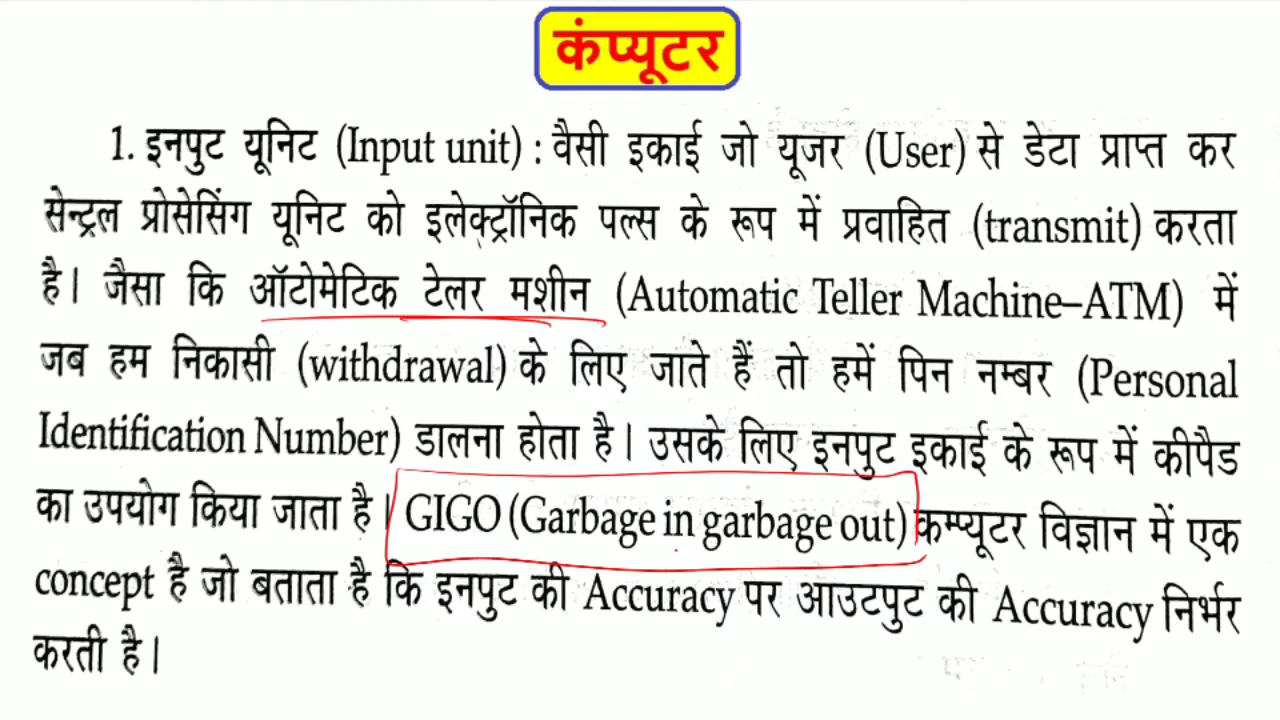 कंप्यूटर
1. इनपुट यूनिट (Input unit) : वैसी इकाई जो यूजर (User) से डेटा प्राप्त कर
सेन्ट्रल प्रोसेसिंग यूनिट को इलेक्ट्रॉनिक पल्स के रूप में प्रवाहित (transmit) करता
है। जैसा कि ऑटोमेटिक टेलर मशीन (Automatic Teller Machine–ATM) में
जब हम निकासी (withdrawal) के लिए जाते हैं तो हमें पिन नम्बर (Personal
Identification Number) डालना होता है। उसके लिए इनपुट इकाई के रूप में कीपैड
का उपयोग किया जाता है। GIGO (Garbage in garbage out) कम्प्यूटर विज्ञान में एक
concept है जो बताता है कि इनपुट की Accuracy पर आउटपुट की Accuracy निर्भर
करती है।